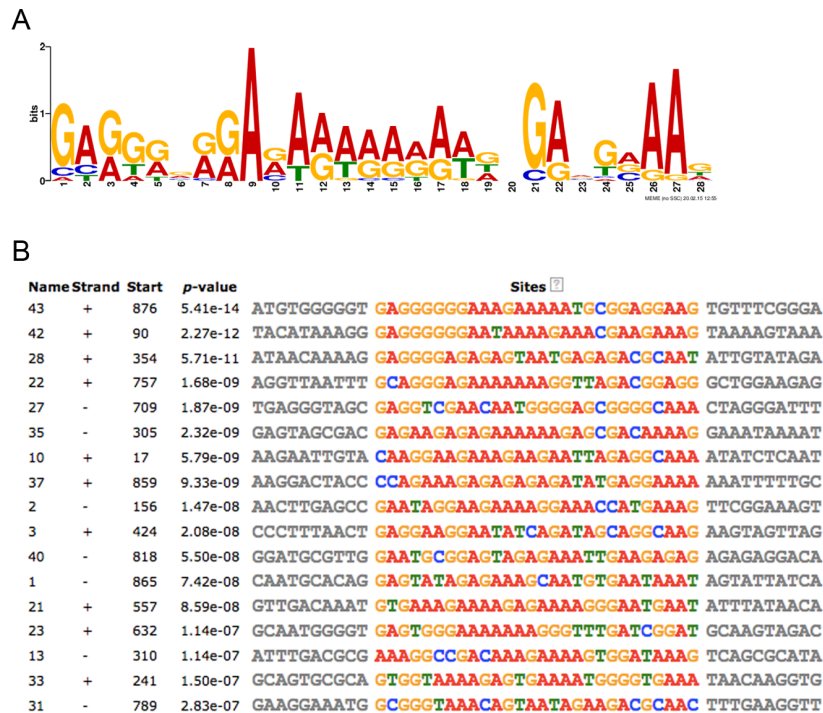 A
bits
2
1
0
1 2 3 4 5 6 7 8 9 10 11 12 13 14 15 16 17 18 19 20 21 22 23 24 25 26 27 28
MEME (no SSC) 20.02.15 12:55
B
Name Strand Start p-value Sites ?
43 + 876 5.41e-14 ATGTGGGGGT GAGGGGGGAAAGAAAAATGCGGAGGAAG TGTTTCGGGA
42 + 90 2.27e-12 TACATAAAGG GAGGGGGGAATAAAAGAAACGAAGAAAG TAAAAGTAAA
28 + 354 5.71e-11 ATAACAAAAG GAGGGGAGAGAGTAATGAGAGACGCAAT ATTGTATAGA
22 + 757 1.68e-09 AGGTTAATTT GCAGGGAGAAAAAAAGGTTAGACGGAGG GCTGGAAGAG
27 - 709 1.87e-09 TGAGGGTAGC GAGGTCGAACAATGGGGAGCGGGGCAAA CTAGGGATTT
35 - 305 2.32e-09 GAGTAGCGAC GAGAAGAGAGAAAAAAGAGCGACAAAAG GAAATAAAAT
10 + 17 5.79e-09 AAGAATTGTA CAAGGAAGAAAGAAGAATTAGAGGCAAA ATATCTCAAT
37 + 859 9.33e-09 AAGGACTACC CCAGAAAGAGAGAGAGATATGAGGAAAA AAATTTTTGC
2 - 156 1.47e-08 AACTTGAGCC GAATAGGAAGAAAAGGAAACCATGAAAG TTCGGAAAGT
3 + 424 2.08e-08 CCCTTTAACT GAGGAAGGAATATCAGATAGCAGGCAAG AAGTAGTTAG
40 - 818 5.50e-08 GGATGCGTTG GAATGCGGAGTAGAGAAATTGAAGAGAG AGAGAGGACA
1 - 865 7.42e-08 CAATGCACAG GAGTATAGAGAAAGCAATGTGAATAAAT AGTATTATCA
21 + 557 8.59e-08 GTTGACAAAT GTGAAAGAAAAGAGAAAAGGGAATGAAT ATTTATAACA
23 + 632 1.14e-07 GCAATGGGGT GAGTGGGAAAAAAAGGGTTTGATCGGAT GCAAGTAGAC
13 - 310 1.14e-07 ATTTGACGCG AAAGGCCGACAAAGAAAAGTGGATAAAG TCAGCGCATA
33 + 241 1.50e-07 GCAGTGCGCA GTGGTAAAAGAGTGAAAATGGGGTGAAA TAACAAGGTG
31 - 789 2.83e-07 GAAGGAAATG GCGGGTAAACAGTAATAGAAGACGCAAC TTTGAAGGTT